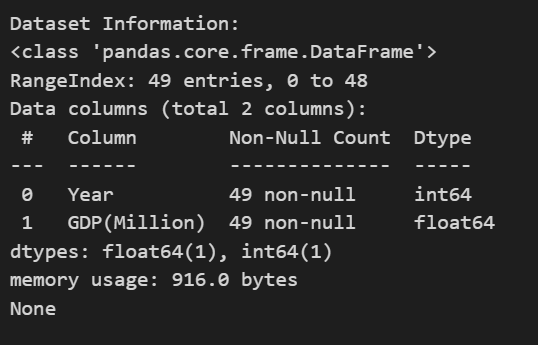 Dataset Information:
<class 'pandas.core.frame.DataFrame'>
RangeIndex: 49 entries, 0 to 48
Data columns (total 2 columns):
 #   Column        Non-Null Count  Dtype
---  ------        --------------  -----
 0   Year          49 non-null     int64
 1   GDP(Million)  49 non-null     float64
dtypes: float64(1), int64(1)
memory usage: 916.0 bytes
None